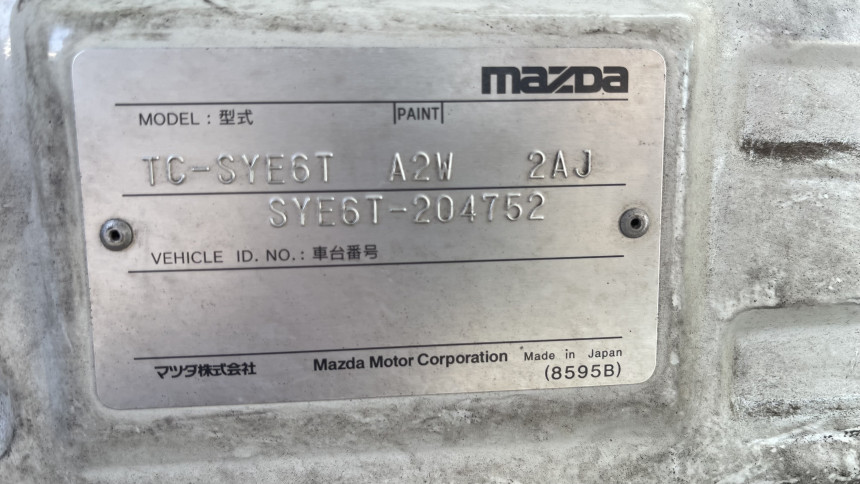 mazda
MODEL : 型式 |PAINT|
TC-SYE6T A2W 2AJ
SYE6T-204752
VEHICLE ID. NO. : 車台番号
マツダ株式会社 Mazda Motor Corporation Made in Japan
(8595B)